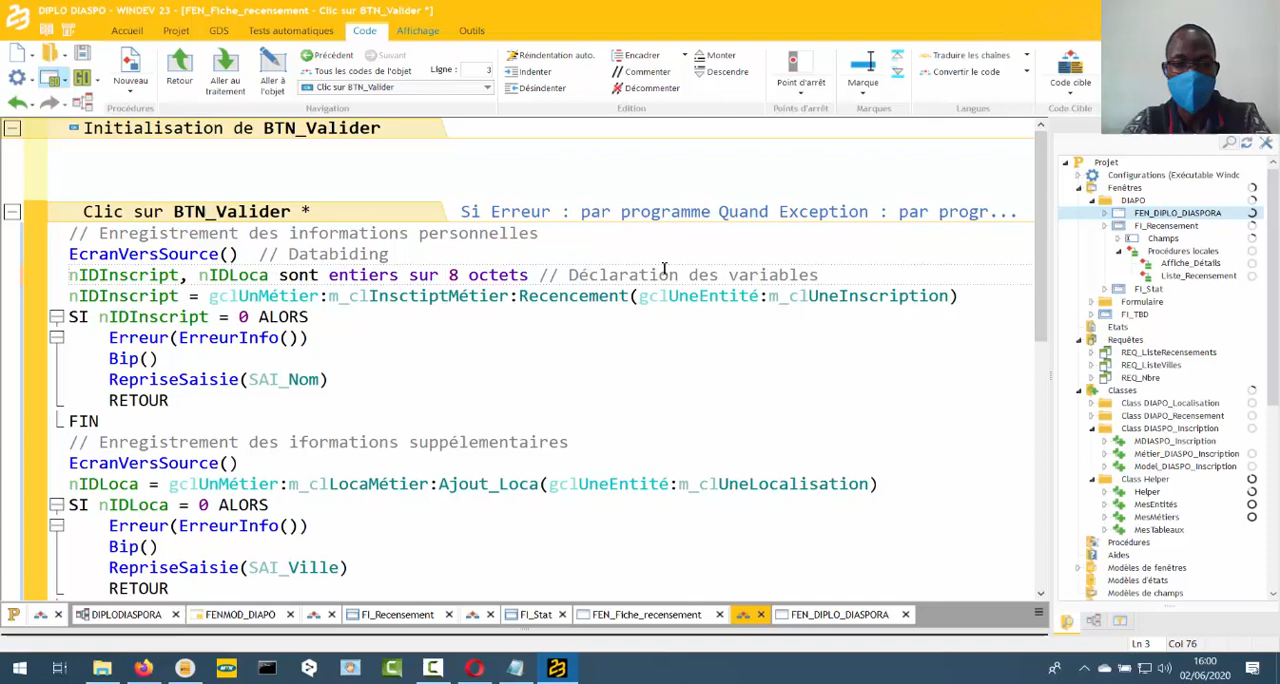 DIPLO DIASPO - WINDEV 23 - [FEN_Fiche_recensement - Clic sur BTN_Valider *]
Accueil Projet GDS Tests automatiques Code Affichage Outils
Nouveau
Procédures
Retour
Aller au traitement
Aller à l'objet
Précédent Suivant Ligne : 3
Tous les codes de l'objet
Clic sur BTN_Valider
Navigation
Réindentation auto. Encadrer Monter
Indenter Commenter Descendre
Désindenter Décommenter
Edition
Point d'arrêt
Points d'arrêt
Marque
Marques
Traduire les chaînes
Convertir le code
Langues
Code cible
Code Cible
Initialisation de BTN_Valider
Clic sur BTN_Valider * Si Erreur : par programme Quand Exception : par progr...
// Enregistrement des informations personnelles
EcranVersSource() // Databiding
nIDInscript, nIDLoca sont entiers sur 8 octets // Déclaration des variables
nIDInscript = gclUnMétier:m_clInsctiptMétier:Recencement(gclUneEntité:m_clUneInscription)
SI nIDInscript = 0 ALORS
Erreur(ErreurInfo())
Bip()
RepriseSaisie(SAI_Nom)
RETOUR
FIN
// Enregistrement des iformations suppélementaires
EcranVersSource()
nIDLoca = gclUnMétier:m_clLocaMétier:Ajout_Loca(gclUneEntité:m_clUneLocalisation)
SI nIDLoca = 0 ALORS
Erreur(ErreurInfo())
Bip()
RepriseSaisie(SAI_Ville)
RETOUR
Projet
Configurations (Exécutable Windc
Fenêtres
DIAPO
FEN_DIPLO_DIASPORA
FI_Recensement
Champs
Procédures locales
Affiche_Détails
Liste_Recensement
FI_Stat
Formulaire
FI_TBD
Etats
Requêtes
REQ_ListeRecensements
REQ_ListeVilles
REQ_Nbre
Classes
Class DIAPO_Localisation
Class DIAPO_Recensement
Class DIASPO_Inscription
MDIASPO_Inscription
Métier_DIASPO_Inscription
Model_DIASPO_Inscription
Class Helper
Helper
MesEntités
MesMétiers
MesTableaux
Procédures
Aides
Modèles de fenêtres
Modèles d'états
Modèles de champs
DIPLODIASPORA FENMOD_DIAPO FI_Recensement FI_Stat FEN_Fiche_recensement FEN_DIPLO_DIASPORA
Ln 3 Col 76
16:00
02/06/2020